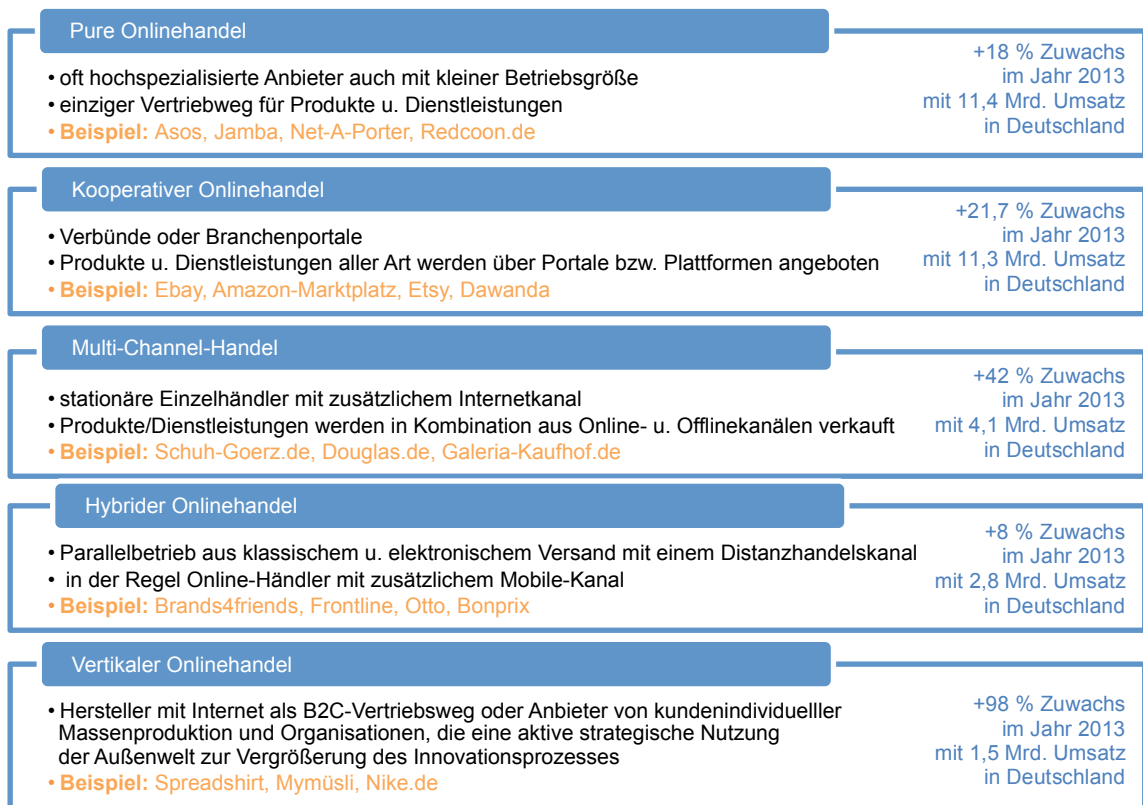 Pure Onlinehandel
• oft hochspezialisierte Anbieter auch mit kleiner Betriebsgröße
• einziger Vertriebweg für Produkte u. Dienstleistungen
• Beispiel: Asos, Jamba, Net-A-Porter, Redcoon.de
+18 % Zuwachs
im Jahr 2013
mit 11,4 Mrd. Umsatz
in Deutschland
Kooperativer Onlinehandel
• Verbünde oder Branchenportale
• Produkte u. Dienstleistungen aller Art werden über Portale bzw. Plattformen angeboten
• Beispiel: Ebay, Amazon-Marktplatz, Etsy, Dawanda
+21,7 % Zuwachs
im Jahr 2013
mit 11,3 Mrd. Umsatz
in Deutschland
Multi-Channel-Handel
• stationäre Einzelhändler mit zusätzlichem Internetkanal
• Produkte/Dienstleistungen werden in Kombination aus Online- u. Offlinekanälen verkauft
• Beispiel: Schuh-Goerz.de, Douglas.de, Galeria-Kaufhof.de
+42 % Zuwachs
im Jahr 2013
mit 4,1 Mrd. Umsatz
in Deutschland
Hybrider Onlinehandel
• Parallelbetrieb aus klassischem u. elektronischem Versand mit einem Distanzhandelskanal
• in der Regel Online-Händler mit zusätzlichem Mobile-Kanal
• Beispiel: Brands4friends, Frontline, Otto, Bonprix
+8 % Zuwachs
im Jahr 2013
mit 2,8 Mrd. Umsatz
in Deutschland
Vertikaler Onlinehandel
• Hersteller mit Internet als B2C-Vertriebsweg oder Anbieter von kundenindividuelller
Massenproduktion und Organisationen, die eine aktive strategische Nutzung
der Außenwelt zur Vergrößerung des Innovationsprozesses
• Beispiel: Spreadshirt, Mymüsli, Nike.de
+98 % Zuwachs
im Jahr 2013
mit 1,5 Mrd. Umsatz
in Deutschland